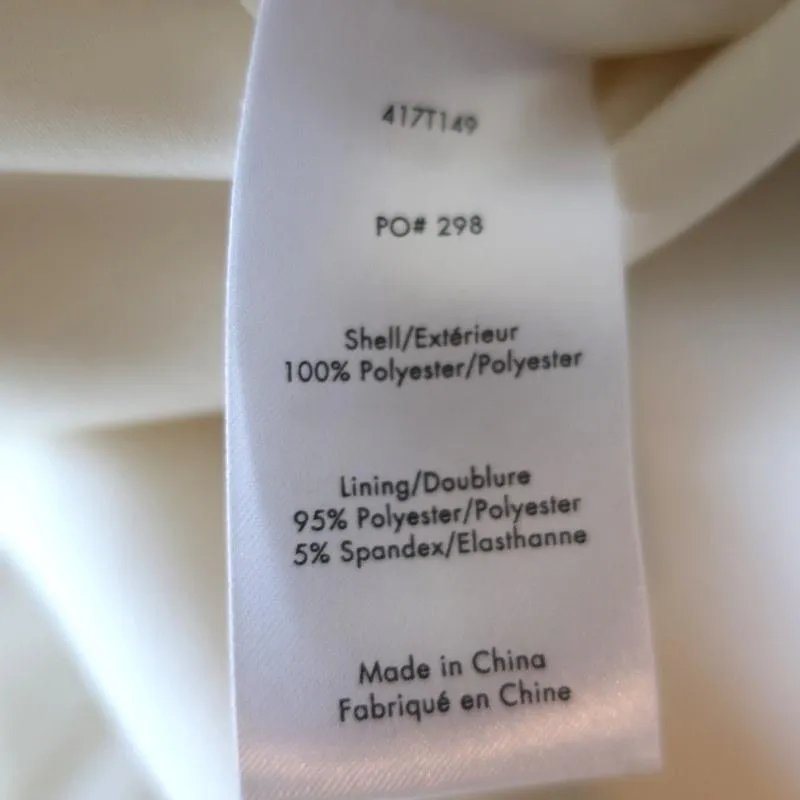 417T149
PO# 298
Shell/Extérieur
100% Polyester/Polyester
Lining/Doublure
95% Polyester/Polyester
5% Spandex/Elasthanne
Made in China
Fabriqué en Chine